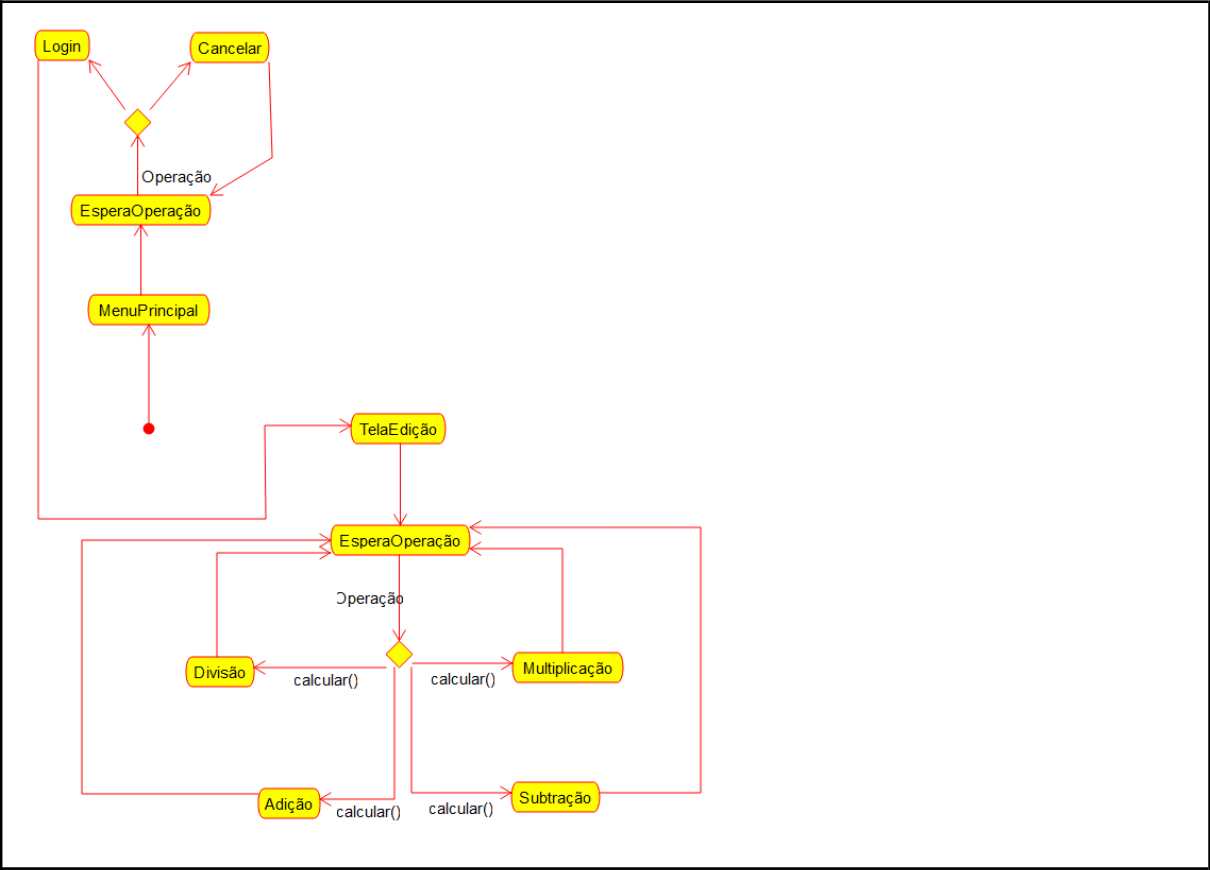 Login
Cancelar
Operação
EsperaOperação
MenuPrincipal
TelaEdição
EsperaOperação
Operação
Divisão
calcular()
calcular()
Multiplicação
Adição
calcular()
calcular()
Subtração